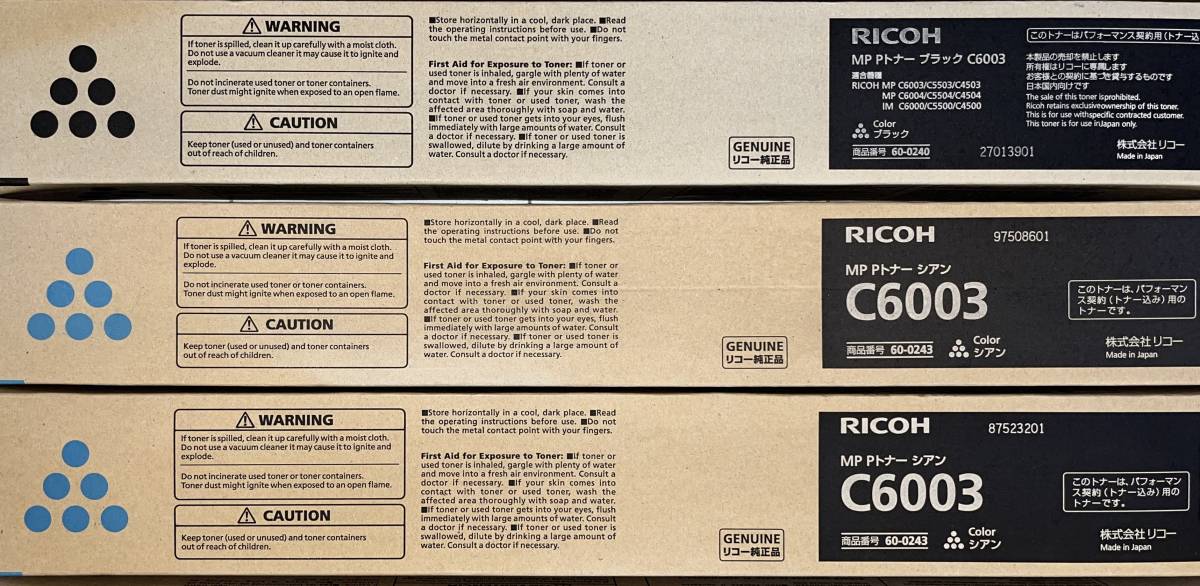 WARNING
If toner is spilled, clean it up carefully with a moist cloth.
Do not use a vacuum cleaner it may cause it to ignite and
explode.
Do not incinerate used toner or toner containers.
Toner dust might ignite when exposed to an open flame.
CAUTION
Keep toner (used or unused) and toner containers
out of reach of children.
■Store horizontally in a cool, dark place. ■Read
the operating instructions before use. ■Do not
touch the metal contact point with your fingers.
First Aid for Exposure to Toner: ■If toner or
used toner is inhaled, gargle with plenty of water
and move into a fresh air environment. Consult a
doctor if necessary. ■If your skin comes into
contact with toner or used toner, wash the
affected area thoroughly with soap and water.
■If toner or used toner gets into your eyes, flush
immediately with large amounts of water. Consult
a doctor if necessary. ■If toner or used toner is
swallowed, dilute by drinking a large amount of
water. Consult a doctor if necessary.
GENUINE
リコー純正品
RICOH
MP Pトナー ブラック C6003
適合機種
RICOH MP C6003/C5503/C4503
MP C6004/C5504/C4504
IM C6000/C5500/C4500
Color
ブラック
商品番号 60-0240
27013901
このトナーはパフォーマンス契約用(トナー込
本製品の売却を禁止します
所有権はリコーに専属します
お客様との契約に基づき貸与するものです
日本国内向けです
The sale of this toner isprohibited.
Ricoh retains exclusiveownership of this toner.
This is for use withspecific contracted customer.
This toner is for use inJapan only.
株式会社リコー
Made in Japan
WARNING
If toner is spilled, clean it up carefully with a moist cloth.
Do not use a vacuum cleaner it may cause it to ignite and
explode.
Do not incinerate used toner or toner containers.
Toner dust might ignite when exposed to an open flame.
CAUTION
Keep toner (used or unused) and toner containers
out of reach of children.
■Store horizontally in a cool, dark place. ■Read
the operating instructions before use. ■Do not
touch the metal contact point with your fingers.
First Aid for Exposure to Toner: ■If toner or
used toner is inhaled, gargle with plenty of water
and move into a fresh air environment. Consult a
doctor if necessary. ■If your skin comes into
contact with toner or used toner, wash the
affected area thoroughly with soap and water.
■If toner or used toner gets into your eyes, flush
immediately with large amounts of water. Consult
a doctor if necessary. ■If toner or used toner is
swallowed, dilute by drinking a large amount of
water. Consult a doctor if necessary.
GENUINE
リコー純正品
RICOH
97508601
MP Pトナー シアン
C6003
このトナーは、パフォーマン
ス契約(トナー込み)用の
トナーです。
商品番号 60-0243
Color
シアン
株式会社リコー
Made in Japan
WARNING
If toner is spilled, clean it up carefully with a moist cloth.
Do not use a vacuum cleaner it may cause it to ignite and
explode.
Do not incinerate used toner or toner containers.
Toner dust might ignite when exposed to an open flame.
CAUTION
Keep toner (used or unused) and toner containers
out of reach of children.
■Store horizontally in a cool, dark place. ■Read
the operating instructions before use. ■Do not
touch the metal contact point with your fingers.
First Aid for Exposure to Toner: ■If toner or
used toner is inhaled, gargle with plenty of water
and move into a fresh air environment. Consult a
doctor if necessary. ■If your skin comes into
contact with toner or used toner, wash the
affected area thoroughly with soap and water.
■If toner or used toner gets into your eyes, flush
immediately with large amounts of water. Consult
a doctor if necessary. ■If toner or used toner is
swallowed, dilute by drinking a large amount of
water. Consult a doctor if necessary.
GENUINE
リコー純正品
RICOH
87523201
MP Pトナー シアン
C6003
このトナーは、パフォーマン
ス契約(トナー込み)用の
トナーです。
商品番号 60-0243
Color
シアン
株式会社リコー
Made in Japan